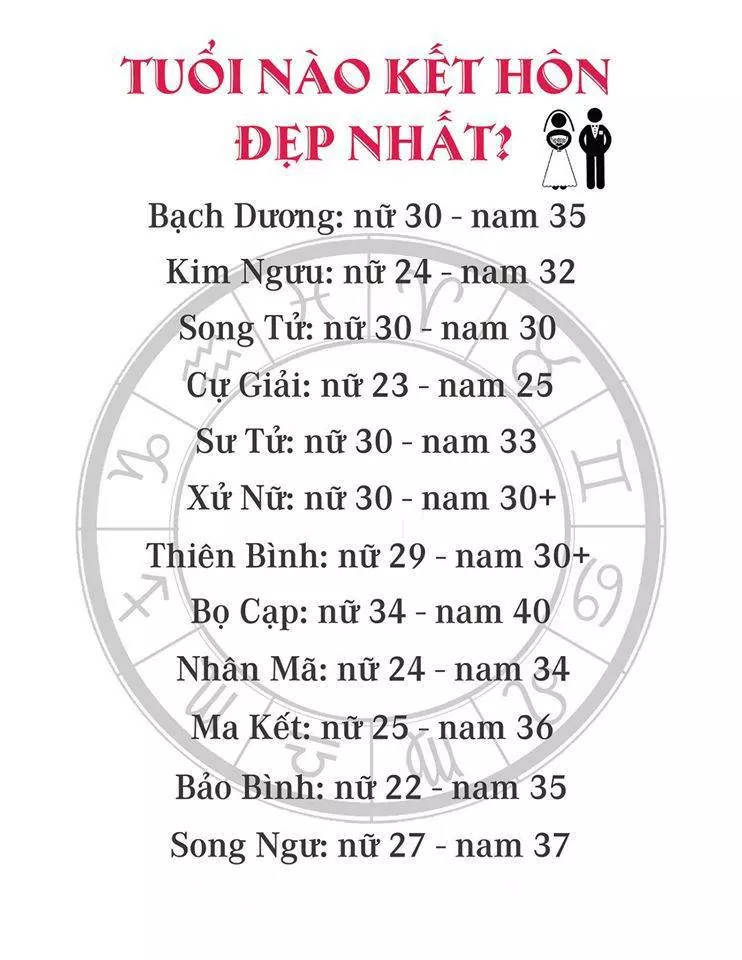 TUỔI NÀO KẾT HÔN
ĐẸP NHẤT?
Bạch Dương: nữ 30 - nam 35
Kim Ngưu: nữ 24 - nam 32
Song Tử: nữ 30 - nam 30
Cự Giải: nữ 23 - nam 25
Sư Tử: nữ 30 - nam 33
Xử Nữ: nữ 30 - nam 30+
Thiên Bình: nữ 29 - nam 30+
Bọ Cạp: nữ 34 - nam 40
Nhân Mã: nữ 24 - nam 34
Ma Kết: nữ 25 - nam 36
Bảo Bình: nữ 22 - nam 35
Song Ngư: nữ 27 - nam 37